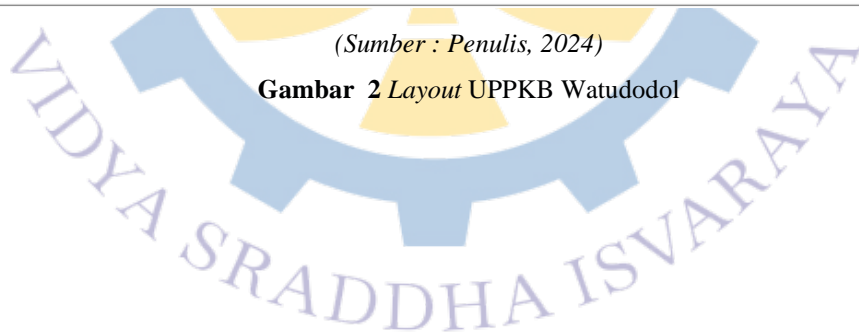 (Sumber : Penulis, 2024)
Gambar 2 Layout UPPKB Watudodol
VIDYA SRADDHA ISVARAYA